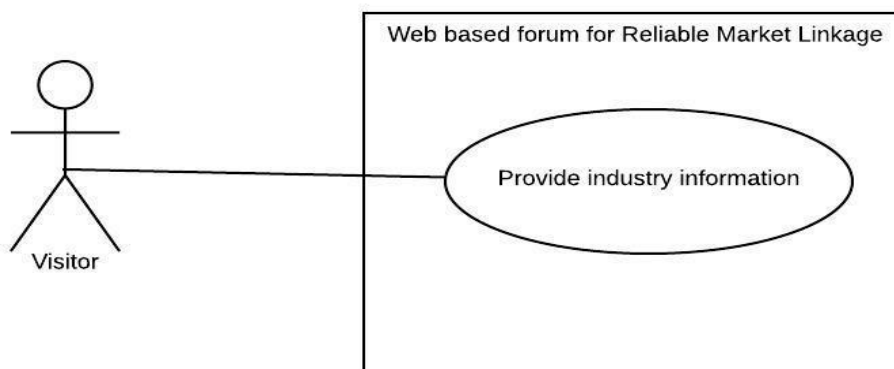 Web based forum for Reliable Market Linkage
Provide industry information
Visitor